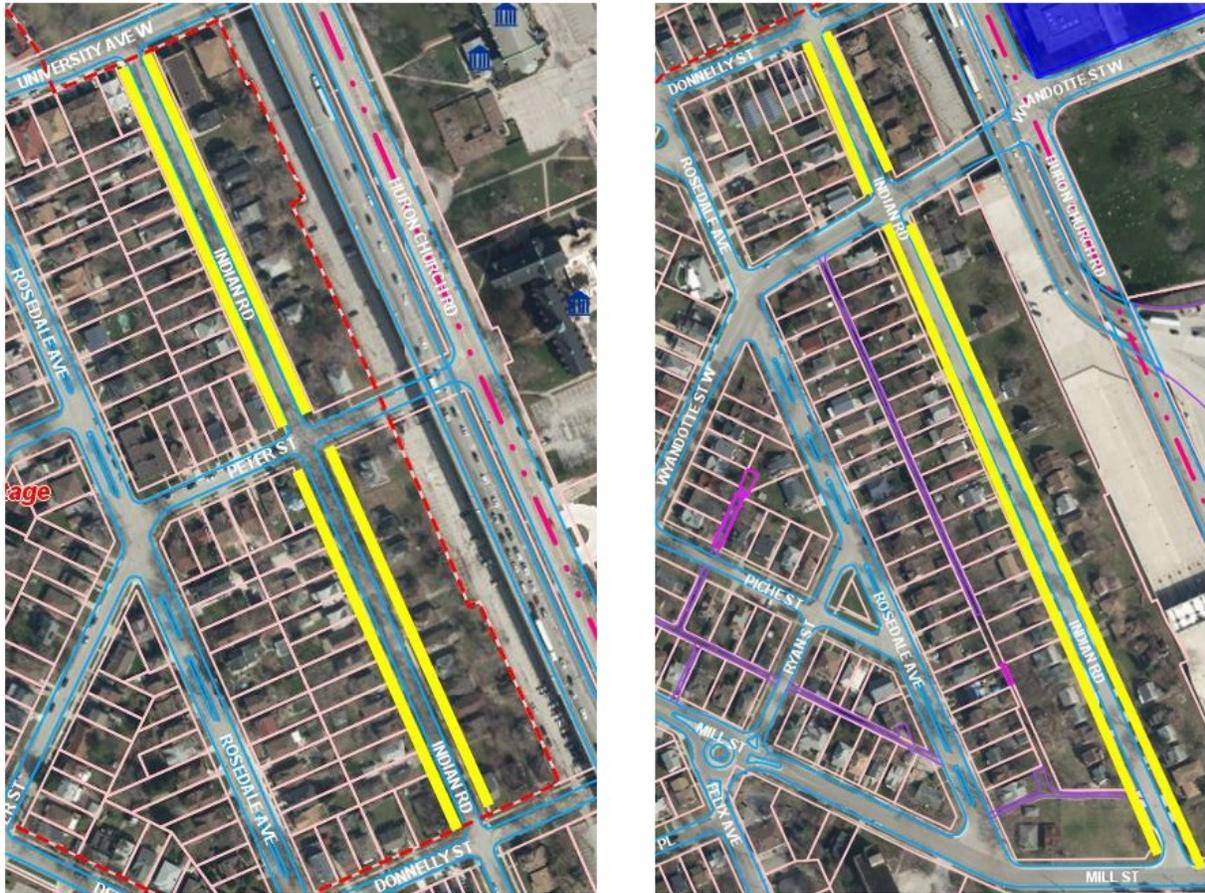 UNIVERSITY AVE W
INDIAN RD
HURON CHURCH RD
ROSEDALE AVE
PETER ST
tage
ROSEDALE AVE
INDIAN RD
DONNELLY ST
DONNELLY ST
WYANDOTTE ST W
ROSEDALE AVE
INDIAN RD
HURON CHURCH RD
WYANDOTTE ST W
PICHE ST
RYAN ST
ROSEDALE AVE
INDIAN RD
MILL ST
FELIX AVE
PL
MILL ST